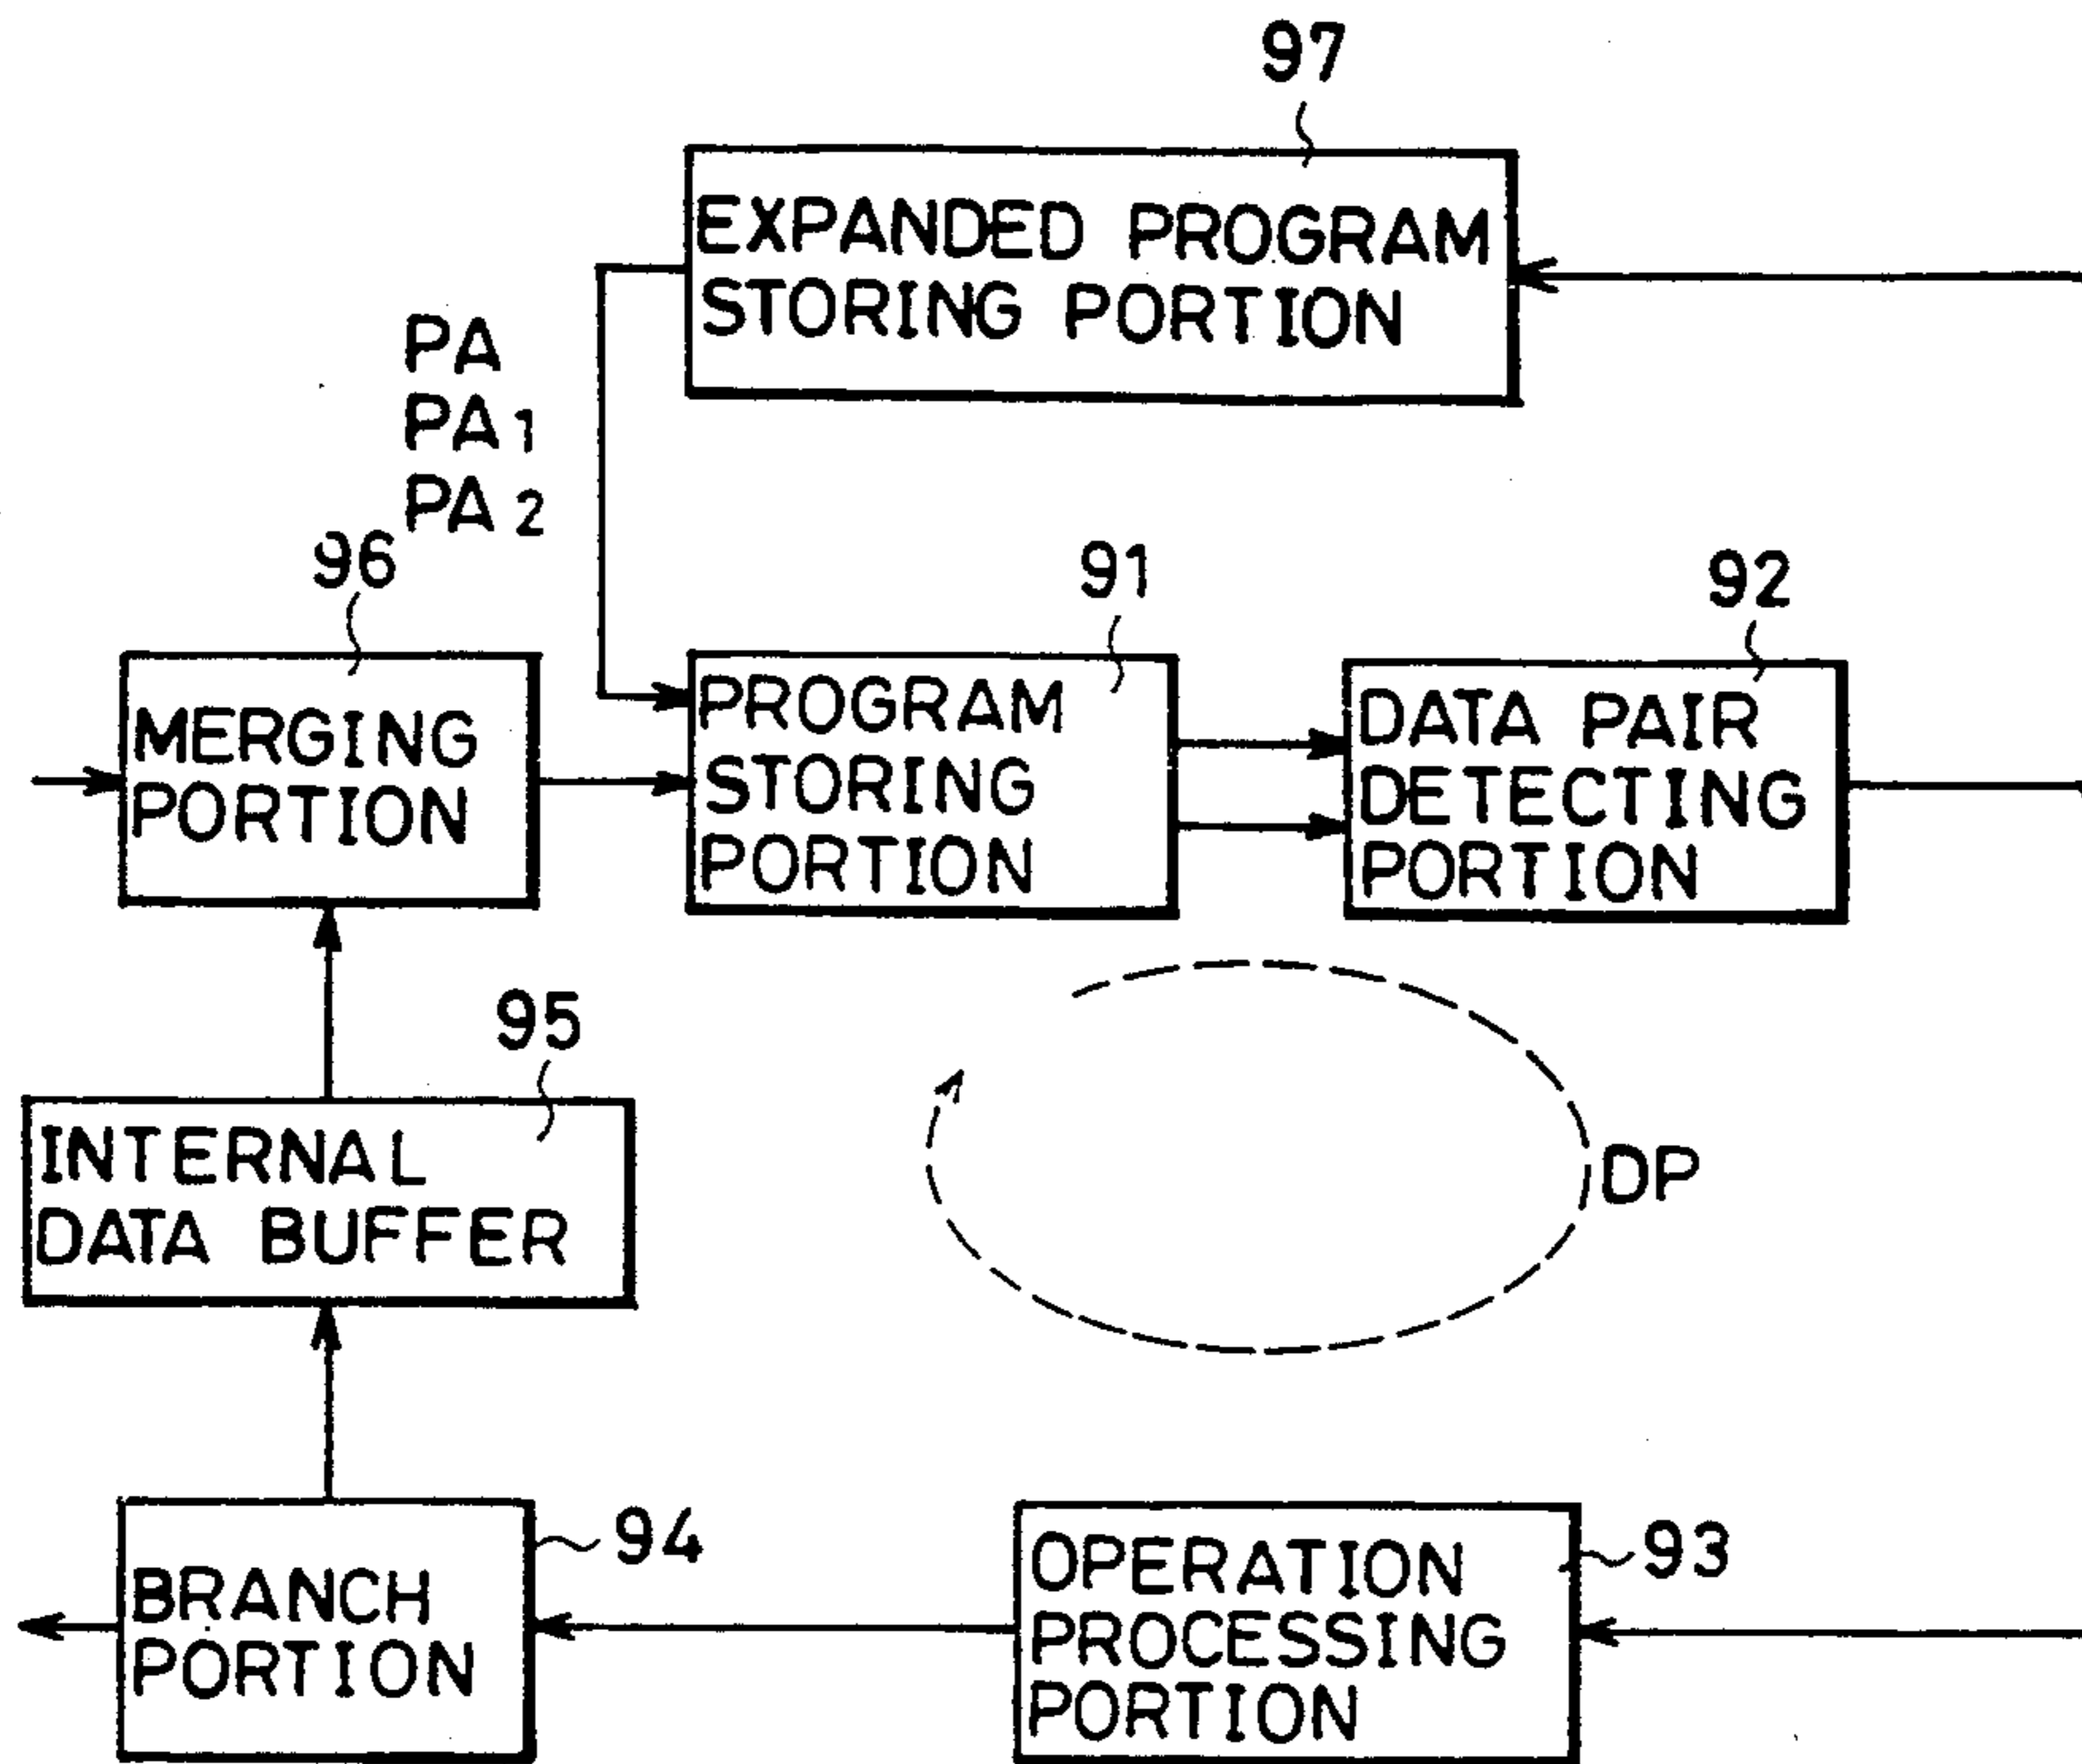 97
EXPANDED PROGRAM
STORING PORTION
PA
PA1
PA2
96
91
92
MERGING
PORTION
PROGRAM
STORING
PORTION
DATA PAIR
DETECTING
PORTION
95
INTERNAL
DATA BUFFER
DP
94
BRANCH
PORTION
93
OPERATION
PROCESSING
PORTION